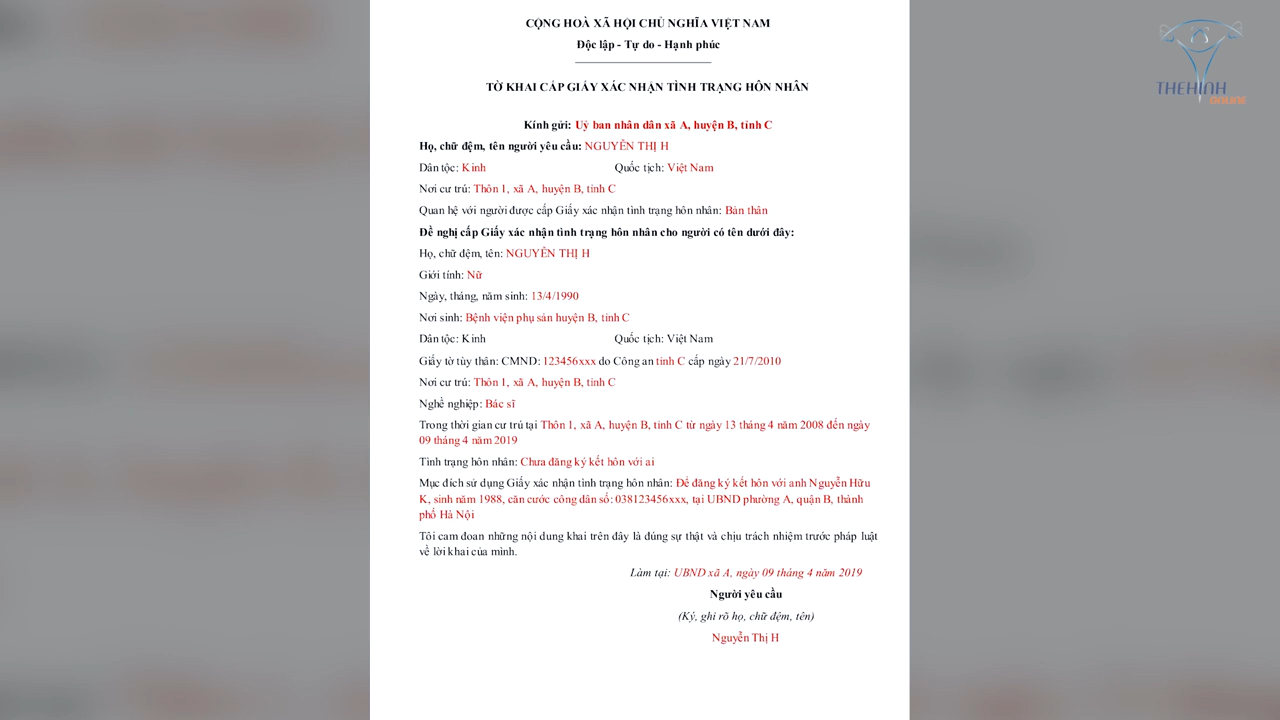 CỘNG HOÀ XÃ HỘI CHỦ NGHĨA VIỆT NAM
Độc lập - Tự do - Hạnh phúc
TỜ KHAI CẤP GIẤY XÁC NHẬN TÌNH TRẠNG HÔN NHÂN
Kính gửi: Uỷ ban nhân dân xã A, huyện B, tỉnh C
Họ, chữ đệm, tên người yêu cầu: NGUYỄN THỊ H
Dân tộc: Kinh Quốc tịch: Việt Nam
Nơi cư trú: Thôn 1, xã A, huyện B, tỉnh C
Quan hệ với người được cấp Giấy xác nhận tình trạng hôn nhân: Bản thân
Đề nghị cấp Giấy xác nhận tình trạng hôn nhân cho người có tên dưới đây:
Họ, chữ đệm, tên: NGUYỄN THỊ H
Giới tính: Nữ
Ngày, tháng, năm sinh: 13/4/1990
Nơi sinh: Bệnh viện phụ sản huyện B, tỉnh C
Dân tộc: Kinh Quốc tịch: Việt Nam
Giấy tờ tùy thân: CMND: 123456xxx do Công an tỉnh C cấp ngày 21/7/2010
Nơi cư trú: Thôn 1, xã A, huyện B, tỉnh C
Nghề nghiệp: Bác sĩ
Trong thời gian cư trú tại Thôn 1, xã A, huyện B, tỉnh C từ ngày 13 tháng 4 năm 2008 đến ngày
09 tháng 4 năm 2019
Tình trạng hôn nhân: Chưa đăng ký kết hôn với ai
Mục đích sử dụng Giấy xác nhận tình trạng hôn nhân: Để đăng ký kết hôn với anh Nguyễn Hữu
K, sinh năm 1988, căn cước công dân số: 038123456xxx, tại UBND phường A, quận B, thành
phố Hà Nội
Tôi cam đoan những nội dung khai trên đây là đúng sự thật và chịu trách nhiệm trước pháp luật
về lời khai của mình.
Làm tại: UBND xã A, ngày 09 tháng 4 năm 2019
Người yêu cầu
(Ký, ghi rõ họ, chữ đệm, tên)
Nguyễn Thị H
THEHINH
ONLINE